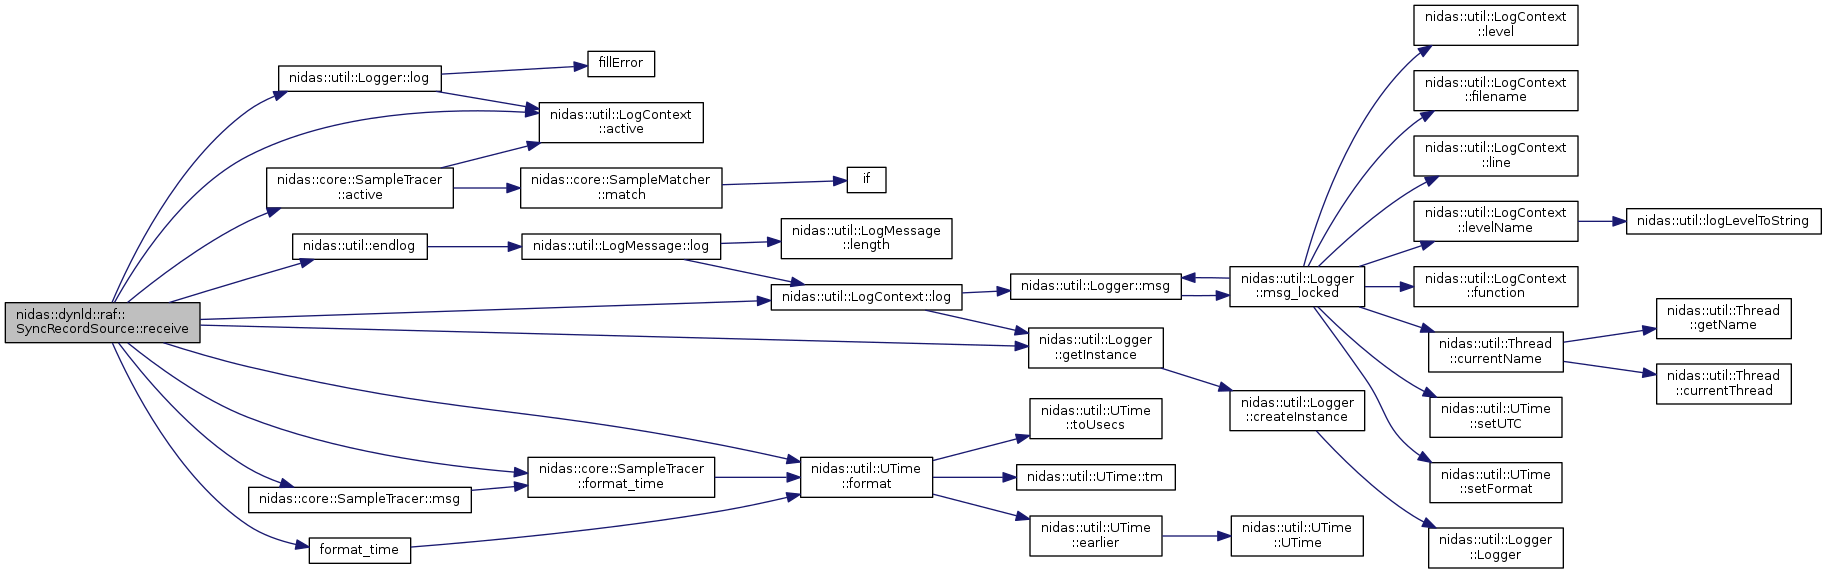 nidas::dynld::raf::
SyncRecordSource::receive
nidas::util::Logger::log
fillError
nidas::util::LogContext
::active
nidas::core::SampleTracer
::active
nidas::core::SampleMatcher
::match
if
nidas::util::endlog
nidas::util::LogMessage::log
nidas::util::LogMessage
::length
nidas::util::LogContext::log
nidas::util::Logger::msg
nidas::util::Logger
::msg_locked
nidas::util::LogContext
::level
nidas::util::LogContext
::filename
nidas::util::LogContext
::line
nidas::util::LogContext
::levelName
nidas::util::logLevelToString
nidas::util::LogContext
::function
nidas::util::Thread
::currentName
nidas::util::Thread
::getName
nidas::util::Thread
::currentThread
nidas::util::UTime
::setUTC
nidas::util::UTime
::setFormat
nidas::util::Logger
::getInstance
nidas::util::Logger
::createInstance
nidas::util::Logger
::Logger
nidas::core::SampleTracer::msg
nidas::core::SampleTracer
::format_time
format_time
nidas::util::UTime
::format
nidas::util::UTime
::toUsecs
nidas::util::UTime::tm
nidas::util::UTime
::earlier
nidas::util::UTime
::UTime